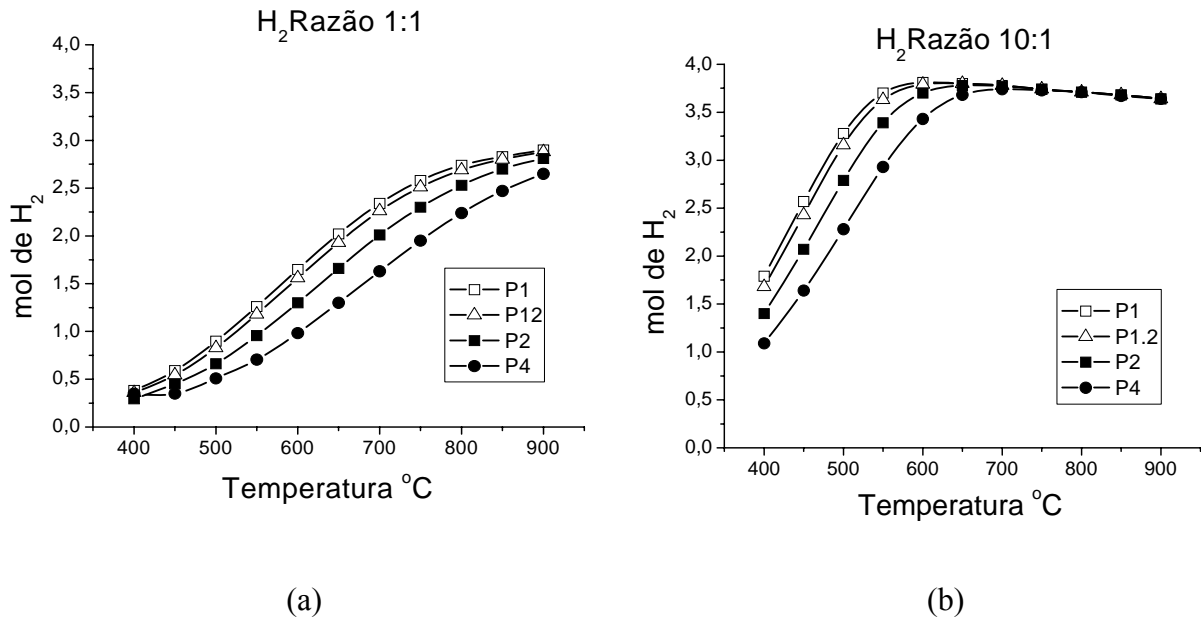 H2Razão 1:1
4,0
3,5
3,0
2,5
2,0
1,5
1,0
0,5
0,0
mol de H2
400 500 600 700 800 900
Temperatura oC
P1
P12
P2
P4
(a)
H2Razão 10:1
4,0
3,5
3,0
2,5
2,0
1,5
1,0
0,5
0,0
mol de H2
400 500 600 700 800 900
Temperatura oC
P1
P1.2
P2
P4
(b)